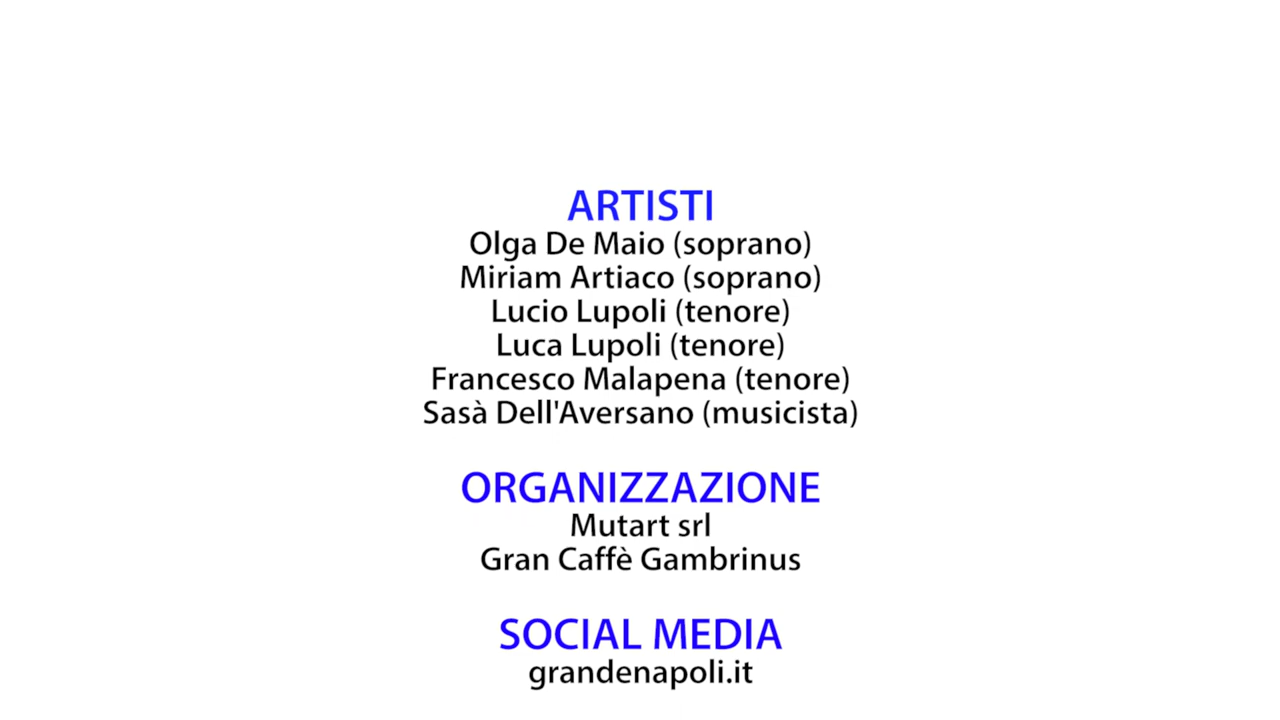 ARTISTI
Olga De Maio (soprano)
Miriam Artiaco (soprano)
Lucio Lupoli (tenore)
Luca Lupoli (tenore)
Francesco Malapena (tenore)
Sasà Dell'Aversano (musicista)
ORGANIZZAZIONE
Mutart srl
Gran Caffè Gambrinus
SOCIAL MEDIA
grandenapoli.it